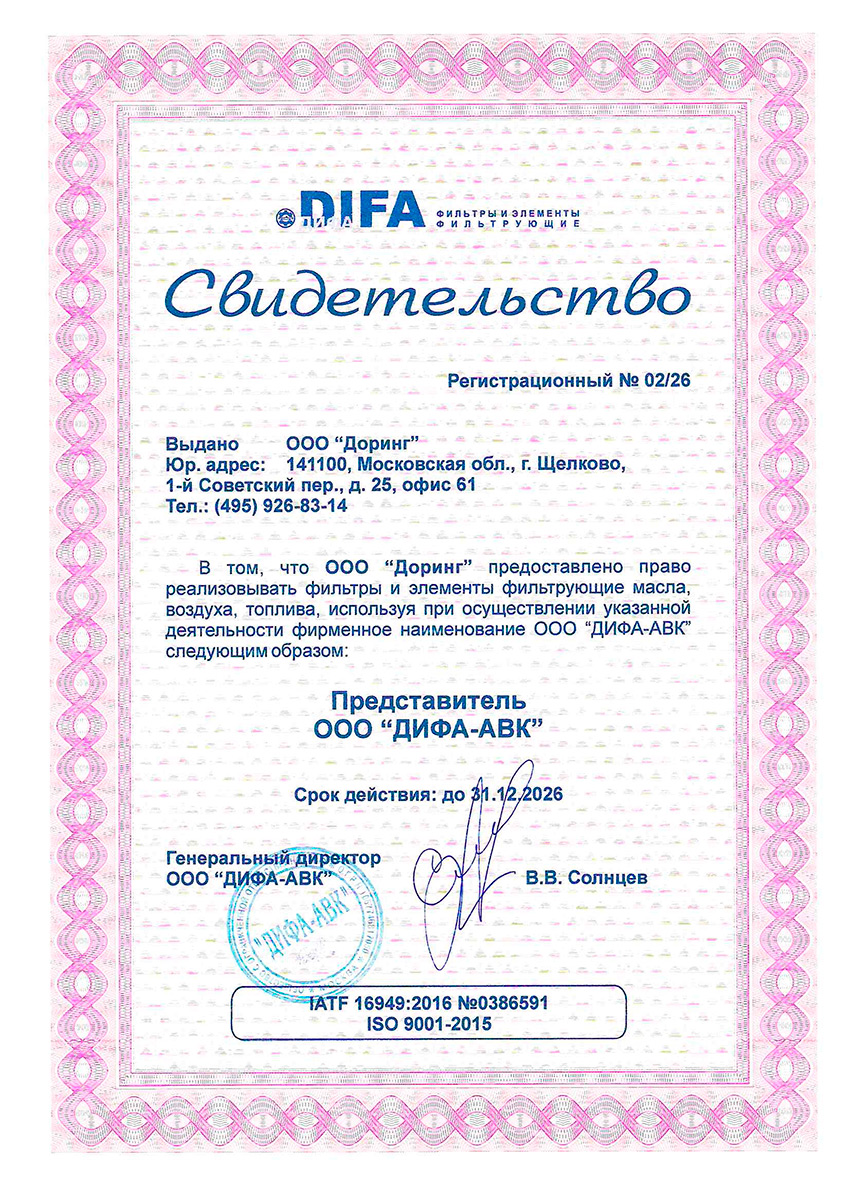 DIFA
ДИФА
ФИЛЬТРЫ И ЭЛЕМЕНТЫ
ФИЛЬТРУЮЩИЕ
Свидетельство
Регистрационный № 02/26
Выдано ООО “Доринг”
Юр. адрес: 141100, Московская обл., г. Щелково,
1-й Советский пер., д. 25, офис 61
Тел.: (495) 926-83-14
В том, что ООО “Доринг” предоставлено право
реализовывать фильтры и элементы фильтрующие масла,
воздуха, топлива, используя при осуществлении указанной
деятельности фирменное наименование ООО “ДИФА-АВК”
следующим образом:
Представитель
ООО “ДИФА-АВК”
Срок действия: до 31.12.2026
Генеральный директор
ООО “ДИФА-АВК”
В.В. Солнцев
"ДИФА-АВК"
IATF 16949:2016 №0386591
ISO 9001-2015